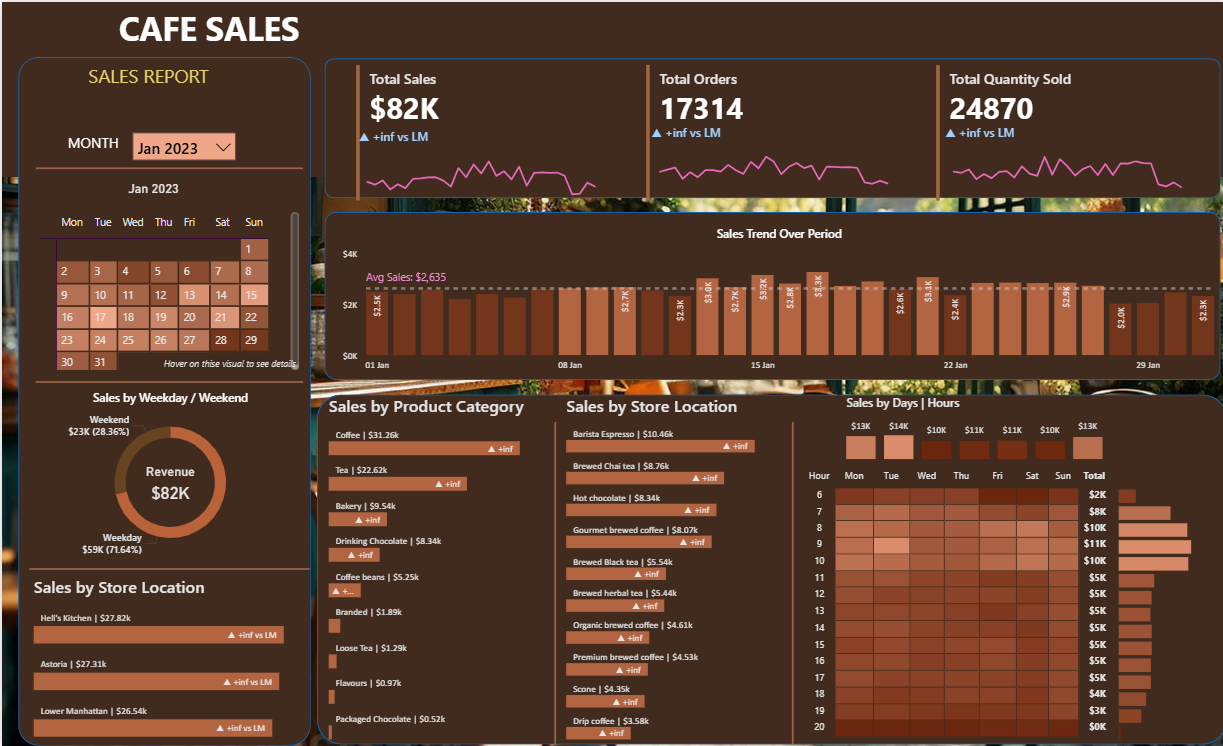 CAFE SALES
SALES REPORT
MONTH Jan 2023
Jan 2023
Mon Tue Wed Thu Fri Sat Sun
1
2 3 4 5 6 7 8
9 10 11 12 13 14 15
16 17 18 19 20 21 22
23 24 25 26 27 28 29
30 31 Hover on thise visual to see details.
Sales by Weekday / Weekend
Weekend
$23K (28.36%)
Revenue
$82K
Weekday
$59K (71.64%)
Sales by Store Location
Hell's Kitchen | $27.82k
▲ +inf vs LM
Astoria | $27.31k
▲ +inf vs LM
Lower Manhattan | $26.54k
▲ +inf vs LM
Total Sales
$82K
▲ +inf vs LM
Total Orders
17314
▲ +inf vs LM
Total Quantity Sold
24870
▲ +inf vs LM
Sales Trend Over Period
$4K
Avg Sales: $2,635
$2K
$0K
$2.5K $2.7K $2.3K $3.0K $2.7K $3.2K $2.8K $3.3K $2.6K $3.1K $2.4K $2.9K $2.0K $2.3K
01 Jan 08 Jan 15 Jan 22 Jan 29 Jan
Sales by Product Category
Coffee | $31.26k
▲ +inf
Tea | $22.62k
▲ +inf
Bakery | $9.54k
▲ +inf
Drinking Chocolate | $8.34k
▲ +inf
Coffee beans | $5.25k
▲ +...
Branded | $1.89k
Loose Tea | $1.29k
Flavours | $0.97k
Packaged Chocolate | $0.52k
Sales by Store Location
Barista Espresso | $10.46k
▲ +inf
Brewed Chai tea | $8.76k
▲ +inf
Hot chocolate | $8.34k
▲ +inf
Gourmet brewed coffee | $8.07k
▲ +inf
Brewed Black tea | $5.54k
▲ +inf
Brewed herbal tea | $5.44k
▲ +inf
Organic brewed coffee | $4.61k
▲ +inf
Premium brewed coffee | $4.53k
▲ +inf
Scone | $4.35k
▲ +inf
Drip coffee | $3.58k
▲ +inf
Sales by Days | Hours
$13K $14K $10K $11K $11K $10K $13K
Hour Mon Tue Wed Thu Fri Sat Sun Total
6 $2K
7 $8K
8 $10K
9 $11K
10 $10K
11 $5K
12 $5K
13 $5K
14 $5K
15 $5K
16 $5K
17 $5K
18 $4K
19 $3K
20 $0K